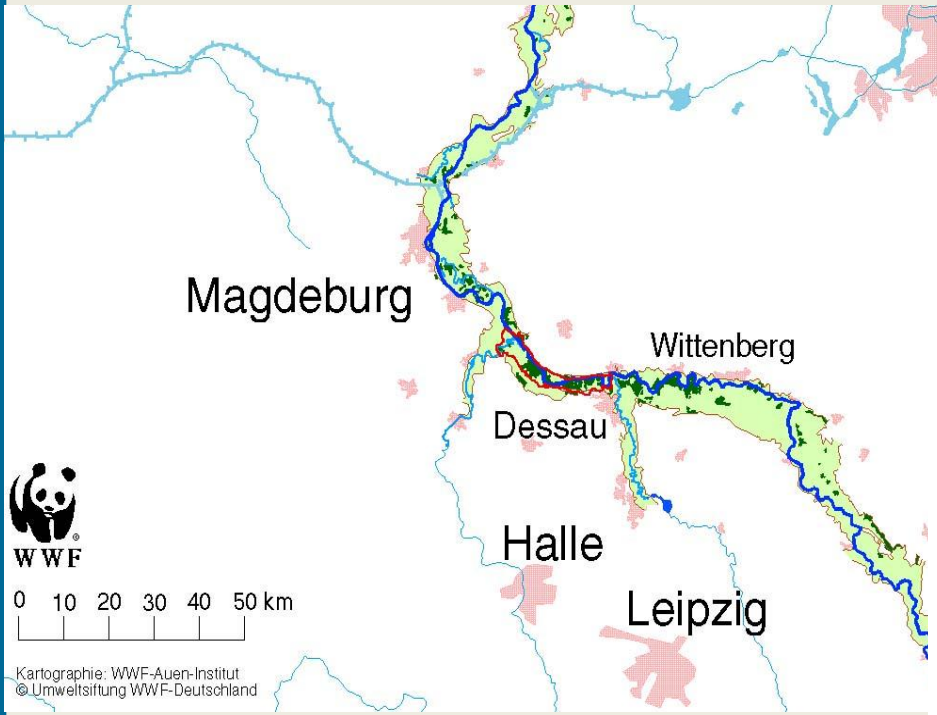 Magdeburg
Wittenberg
Dessau
Halle
Leipzig
WWF
0 10 20 30 40 50 km
Kartographie: WWF-Auen-Institut
© Umweltsiftung WWF-Deutschland